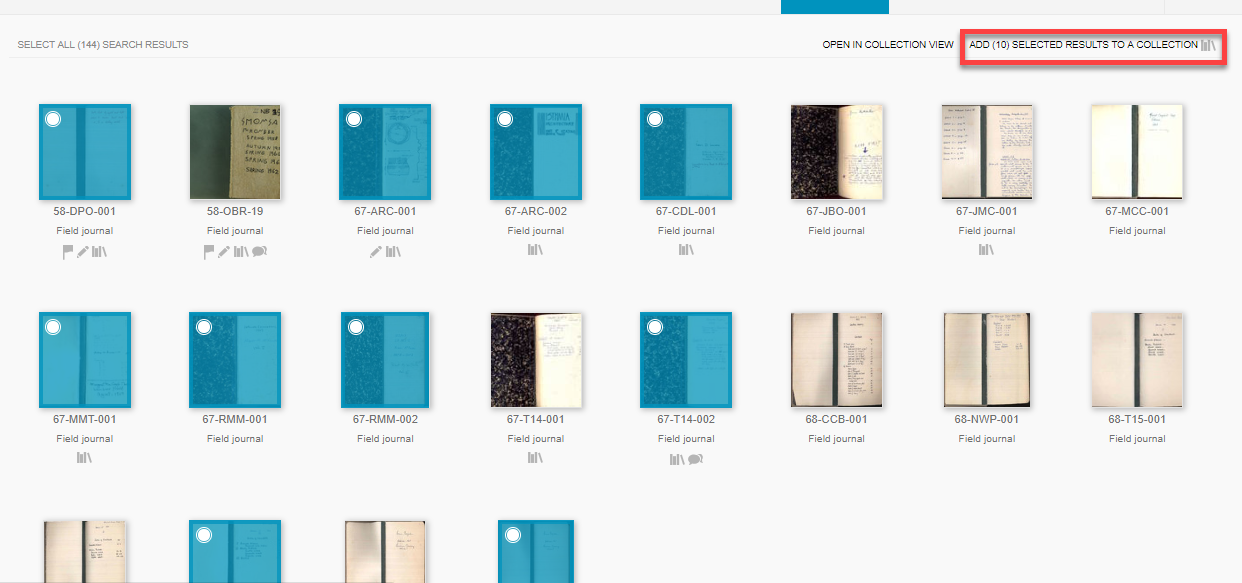 SELECT ALL (144) SEARCH RESULTS
OPEN IN COLLECTION VIEW
ADD (10) SELECTED RESULTS TO A COLLECTION
58-DPO-001
Field journal
58-OBR-19
Field journal
67-ARC-001
Field journal
67-ARC-002
Field journal
67-CDL-001
Field journal
67-JBO-001
Field journal
67-JMC-001
Field journal
67-MCC-001
Field journal
67-MMT-001
Field journal
67-RMM-001
Field journal
67-RMM-002
Field journal
67-T14-001
Field journal
67-T14-002
Field journal
68-CCB-001
Field journal
68-NWP-001
Field journal
68-T15-001
Field journal